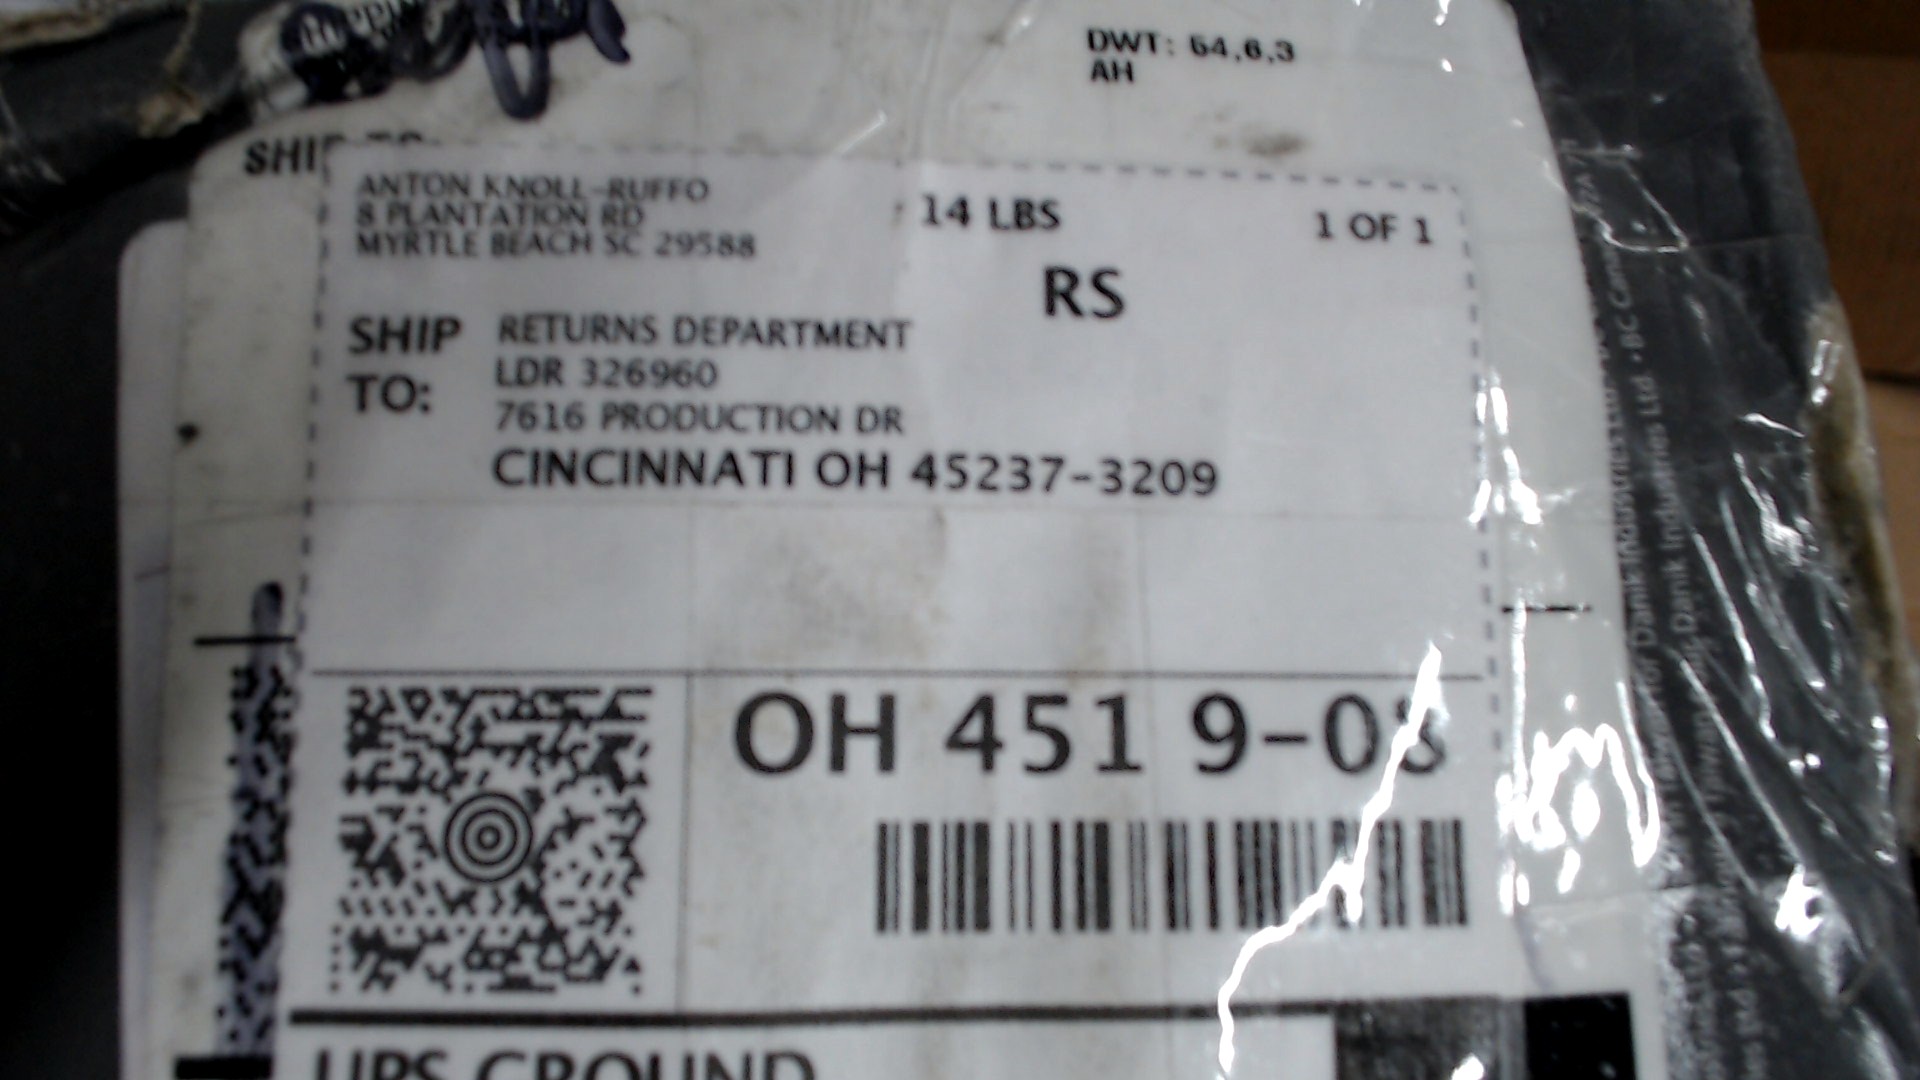 DWT: 64,6,3
AH
ANTON KNOLL-RUFFO
8 PLANTATION RD
MYRTLE BEACH SC 29588
14 LBS
1 OF 1
RS
SHIP TO:
RETURNS DEPARTMENT
LDR 326960
7616 PRODUCTION DR
CINCINNATI OH 45237-3209
OH 451 9-08
UPS GROUND